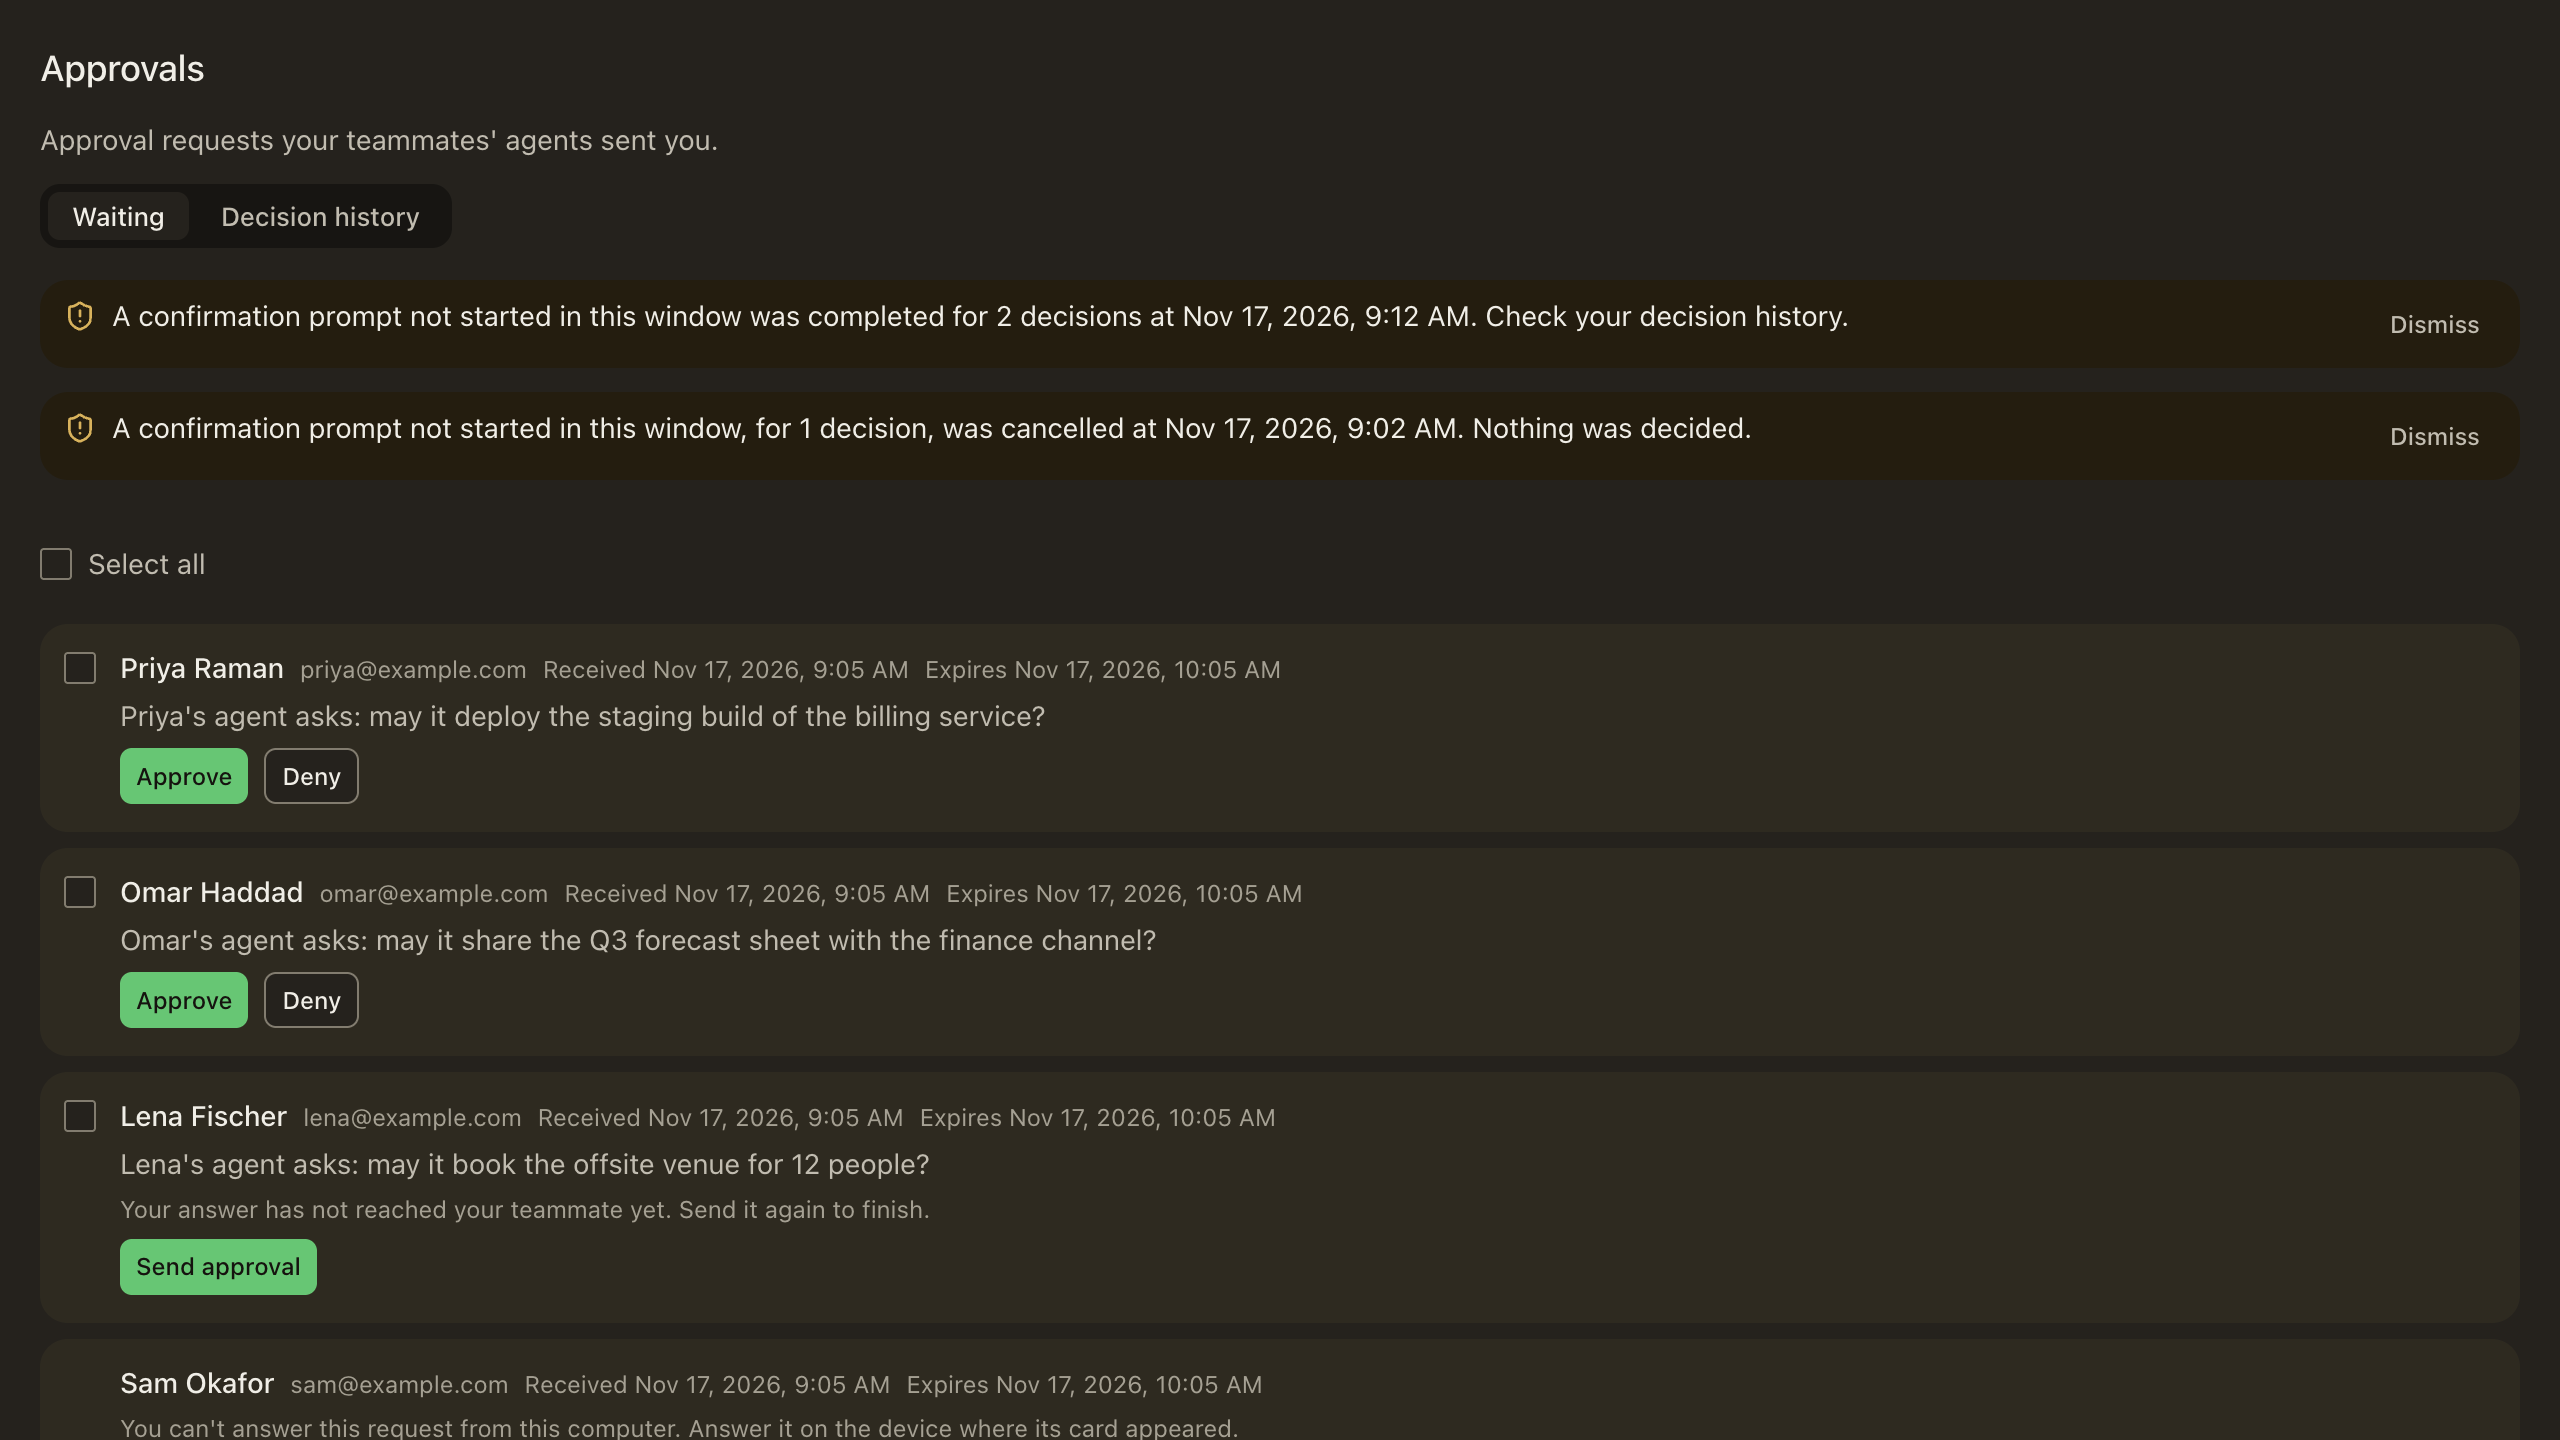 Approvals
Approval requests your teammates' agents sent you.
Waiting Decision history
A confirmation prompt not started in this window was completed for 2 decisions at Nov 17, 2026, 9:12 AM. Check your decision history. Dismiss
A confirmation prompt not started in this window, for 1 decision, was cancelled at Nov 17, 2026, 9:02 AM. Nothing was decided. Dismiss
Select all
Priya Raman priya@example.com Received Nov 17, 2026, 9:05 AM Expires Nov 17, 2026, 10:05 AM
Priya's agent asks: may it deploy the staging build of the billing service?
Approve Deny
Omar Haddad omar@example.com Received Nov 17, 2026, 9:05 AM Expires Nov 17, 2026, 10:05 AM
Omar's agent asks: may it share the Q3 forecast sheet with the finance channel?
Approve Deny
Lena Fischer lena@example.com Received Nov 17, 2026, 9:05 AM Expires Nov 17, 2026, 10:05 AM
Lena's agent asks: may it book the offsite venue for 12 people?
Your answer has not reached your teammate yet. Send it again to finish.
Send approval
Sam Okafor sam@example.com Received Nov 17, 2026, 9:05 AM Expires Nov 17, 2026, 10:05 AM
You can't answer this request from this computer. Answer it on the device where its card appeared.